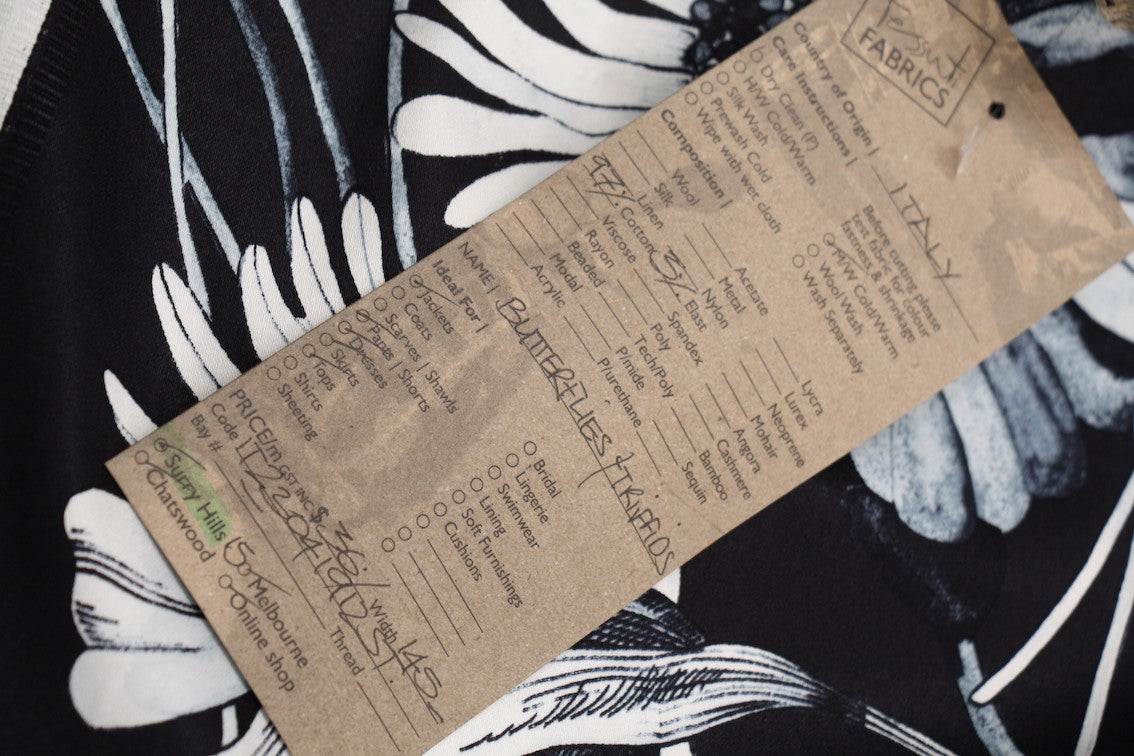 Tessuti
FABRICS
Country of Origin | ITALY
Care Instructions |
Dry Clean (P)
H/W Cold/Warm
Silk Wash
Prewash Cold
Wipe with wet cloth
Before cutting please
test fabric for colour
fastness & shrinkage
M/W Cold/Warm
Wool Wash
Wash Separately
Composition |
Wool
Silk
Linen
97% Cotton
Viscose
Rayon
Beaded
Modal
Acrylic
Acetate
Metal
Nylon
3% Elast
Spandex
Poly
Tech/Poly
P/mide
P/urethane
Lycra
Lurex
Neoprene
Mohair
Angora
Cashmere
Bamboo
Sequin
NAME | BUTTERFLIES / TRIFFIDS
Ideal For |
Jackets
Coats
Scarves | Shawls
Pants | Shorts
Dresses
Skirts
Tops
Shirts
Sheeting
Bridal
Lingerie
Swimwear
Lining
Soft Furnishings
Cushions
PRICE/m GST INC $ 36/ Width 145
Code
Bay # Thread
Surry Hills
Chatswood
Melbourne
Online shop